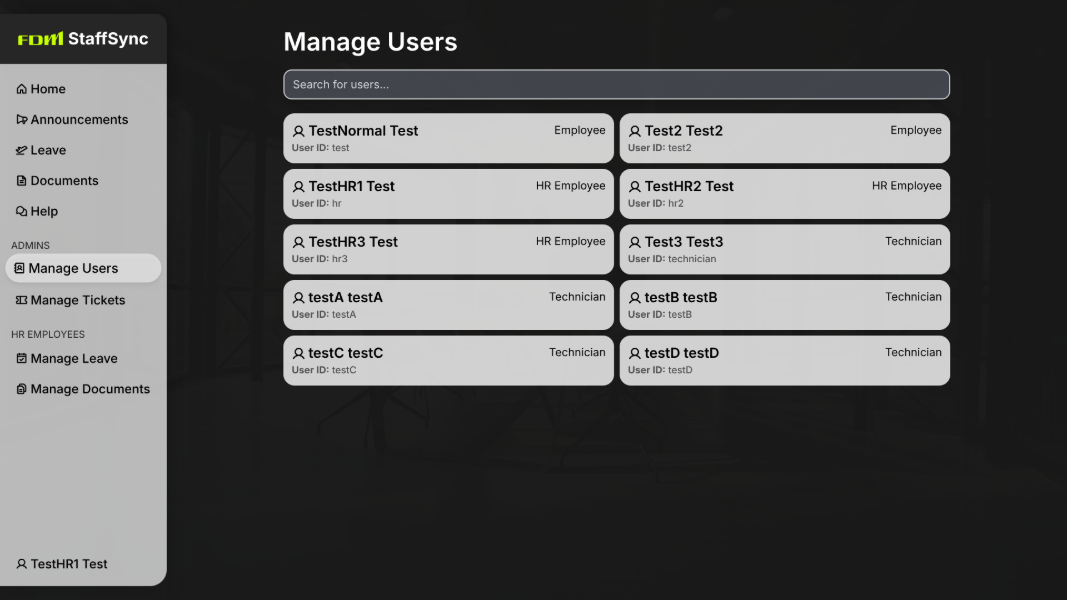 FDM StaffSync
Home
Announcements
Leave
Documents
Help
ADMINS
Manage Users
Manage Tickets
HR EMPLOYEES
Manage Leave
Manage Documents
TestHR1 Test
Manage Users
Search for users...
TestNormal Test Employee
User ID: test
Test2 Test2 Employee
User ID: test2
TestHR1 Test HR Employee
User ID: hr
TestHR2 Test HR Employee
User ID: hr2
TestHR3 Test HR Employee
User ID: hr3
Test3 Test3 Technician
User ID: technician
testA testA Technician
User ID: testA
testB testB Technician
User ID: testB
testC testC Technician
User ID: testC
testD testD Technician
User ID: testD